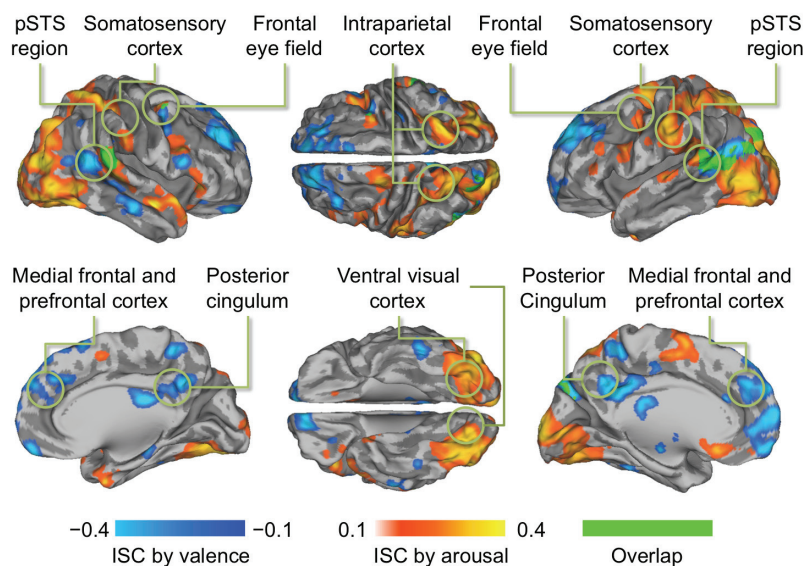 pSTS region
Somatosensory cortex
Frontal eye field
Intraparietal cortex
Frontal eye field
Somatosensory cortex
pSTS region
Medial frontal and prefrontal cortex
Posterior cingulum
Ventral visual cortex
Posterior Cingulum
Medial frontal and prefrontal cortex
−0.4 −0.1
ISC by valence
0.1 0.4
ISC by arousal
Overlap